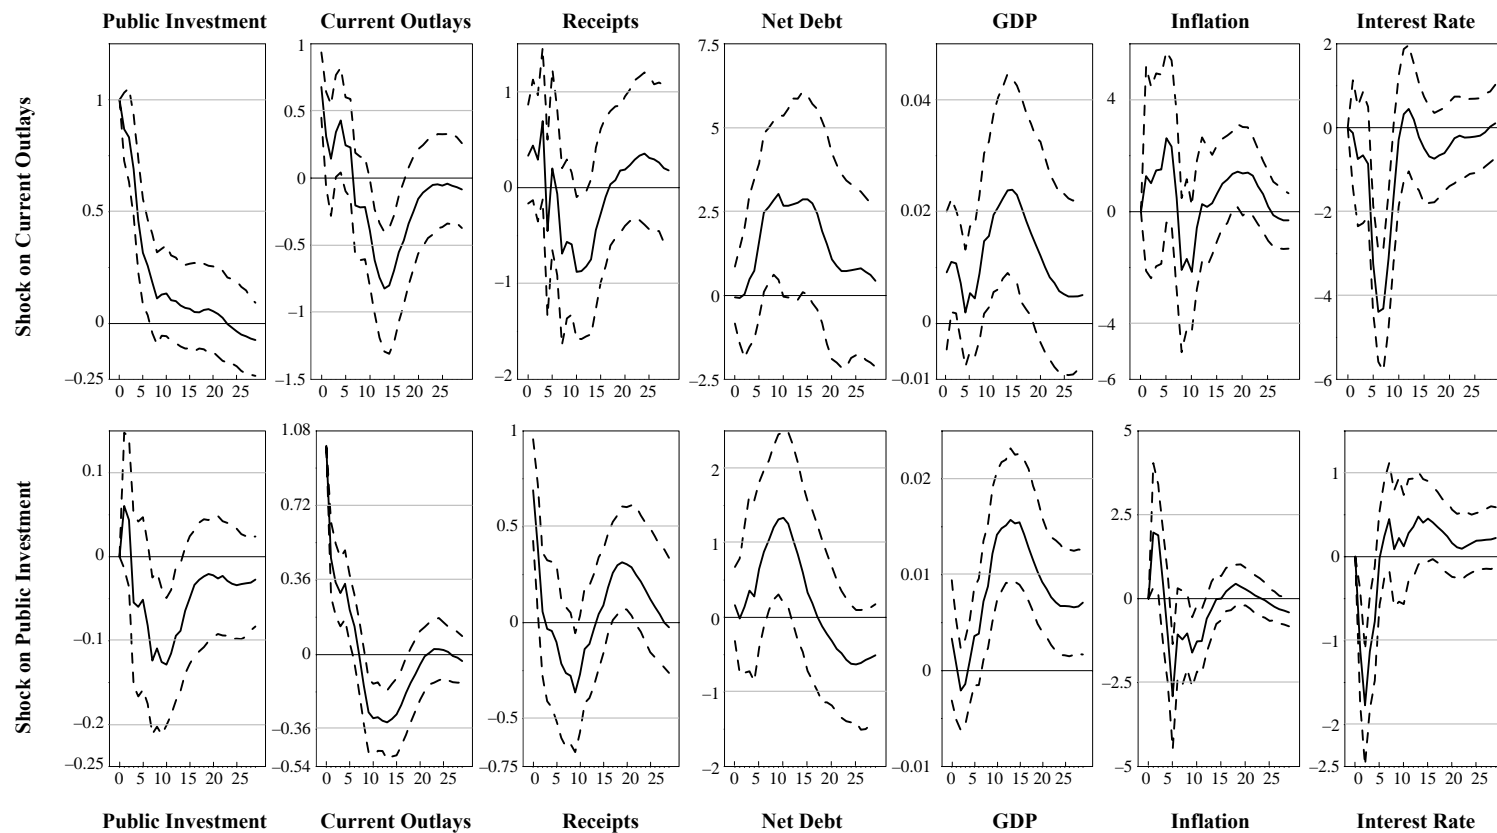 Public Investment Current Outlays Receipts Net Debt GDP Inflation Interest Rate
Shock on Current Outlays
1 0.5 0 –0.25
0 5 10 15 20 25
1 0.5 0 –0.5 –1 –1.5
0 5 10 15 20 25
1 0 –1 –2
0 5 10 15 20 25
7.5 5 2.5 0 –2.5
0 5 10 15 20 25
0.04 0.02 0 –0.01
0 5 10 15 20 25
4 0 –4 –6
0 5 10 15 20 25
2 0 –2 –4 –6
0 5 10 15 20 25
Shock on Public Investment
0.1 0 –0.1 –0.2 –0.25
0 5 10 15 20 25
1.08 0.72 0.36 0 –0.36 –0.54
0 5 10 15 20 25
1 0.5 0 –0.5 –0.75
0 5 10 15 20 25
2 1 0 –1 –2
0 5 10 15 20 25
0.02 0.01 0 –0.01
0 5 10 15 20 25
5 2.5 0 –2.5 –5
0 5 10 15 20 25
1 0 –1 –2 –2.5
0 5 10 15 20 25
Public Investment Current Outlays Receipts Net Debt GDP Inflation Interest Rate